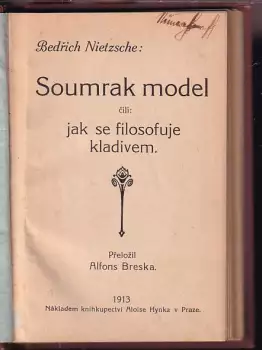 Bedřich Nietzsche:
Soumrak model
čili:
jak se filosofuje
kladivem.
Přeložil
Alfons Breska.
1913
Nákladem knihkupectví Aloise Hynka v Praze.